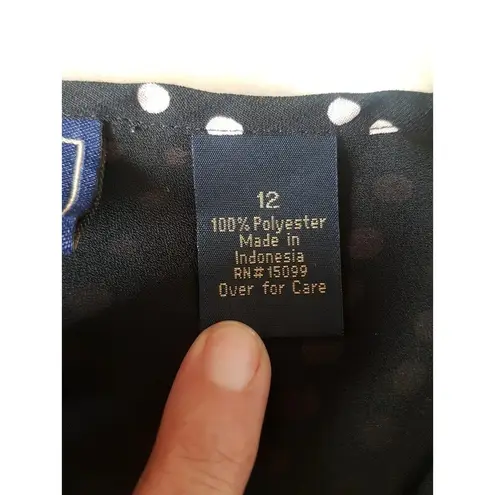 12
100% Polyester
Made in
Indonesia
RN# 15099
Over for Care